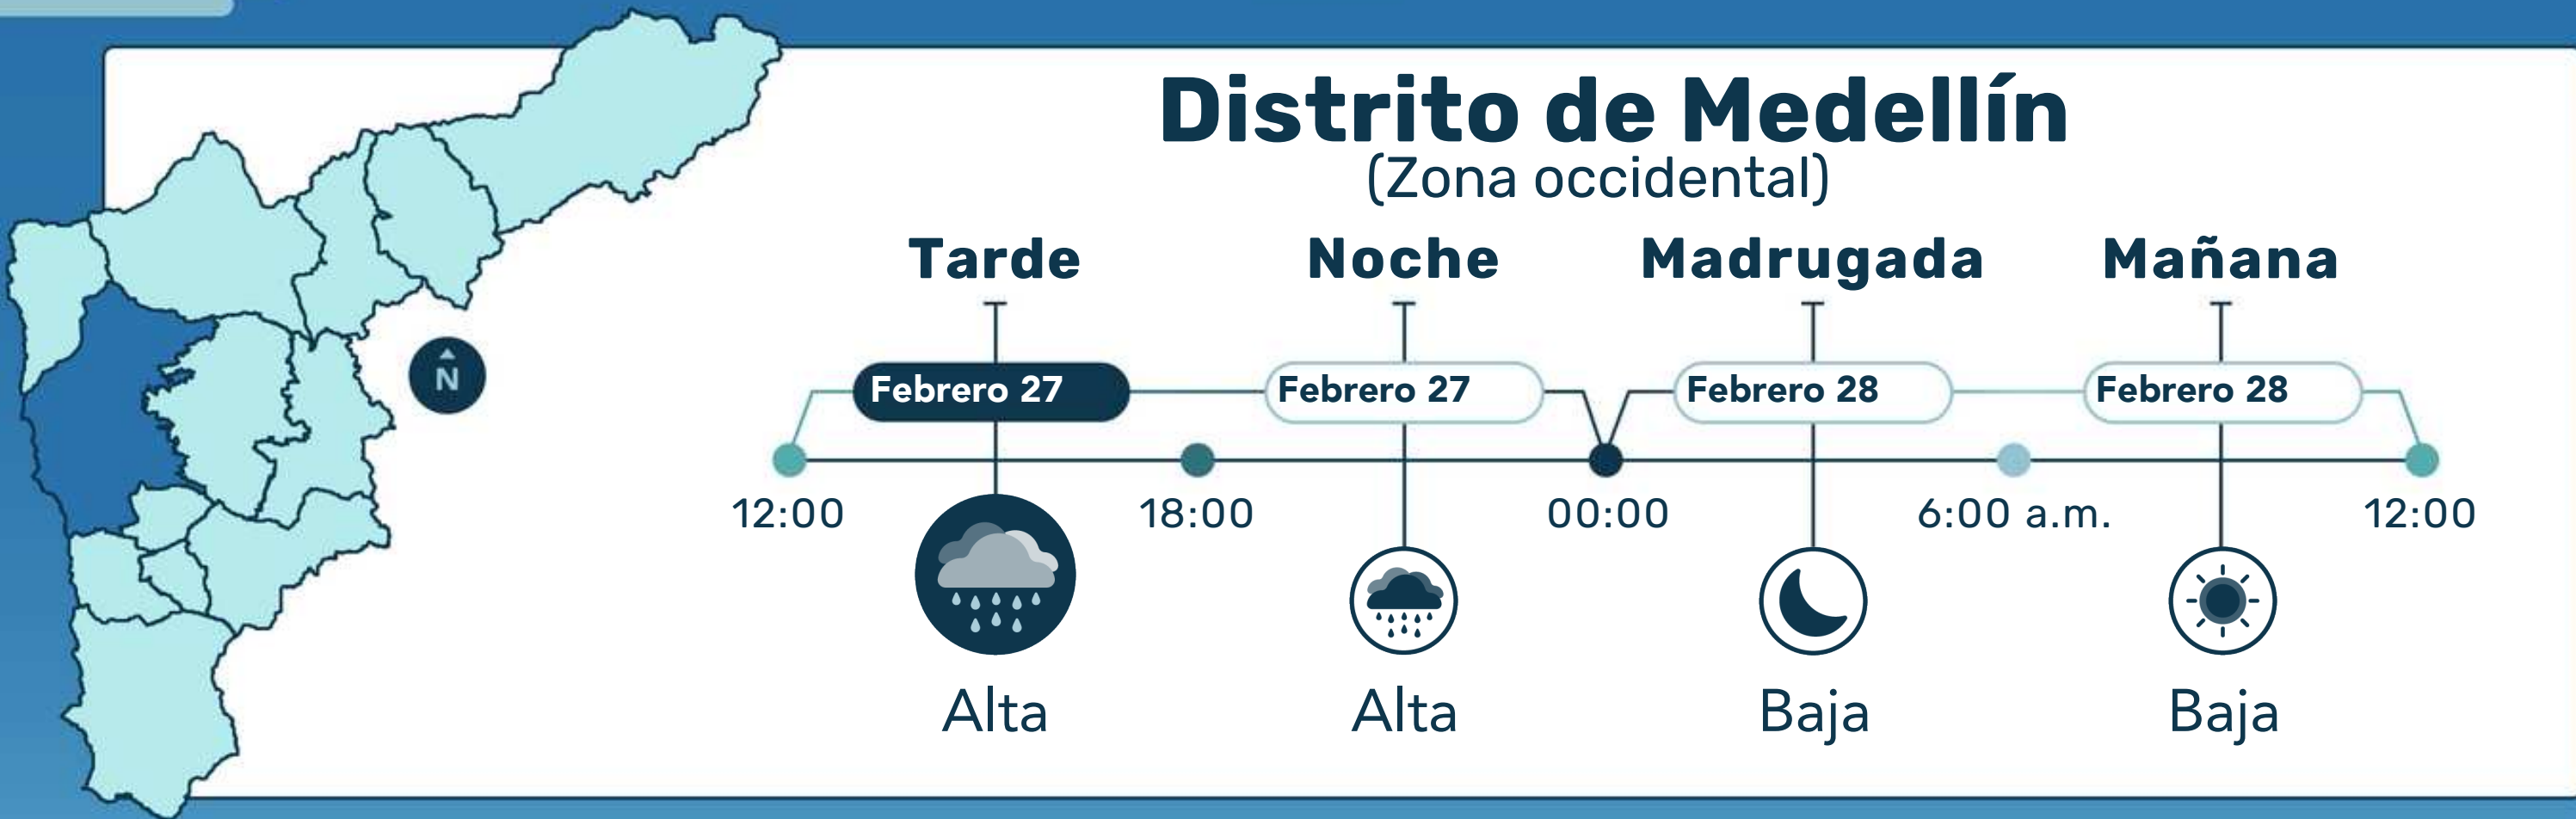 Distrito de Medellín
(Zona occidental)
Tarde Noche Madrugada Mañana
N
Febrero 27 Febrero 27 Febrero 28 Febrero 28
12:00 18:00 00:00 6:00 a.m. 12:00
Alta Alta Baja Baja